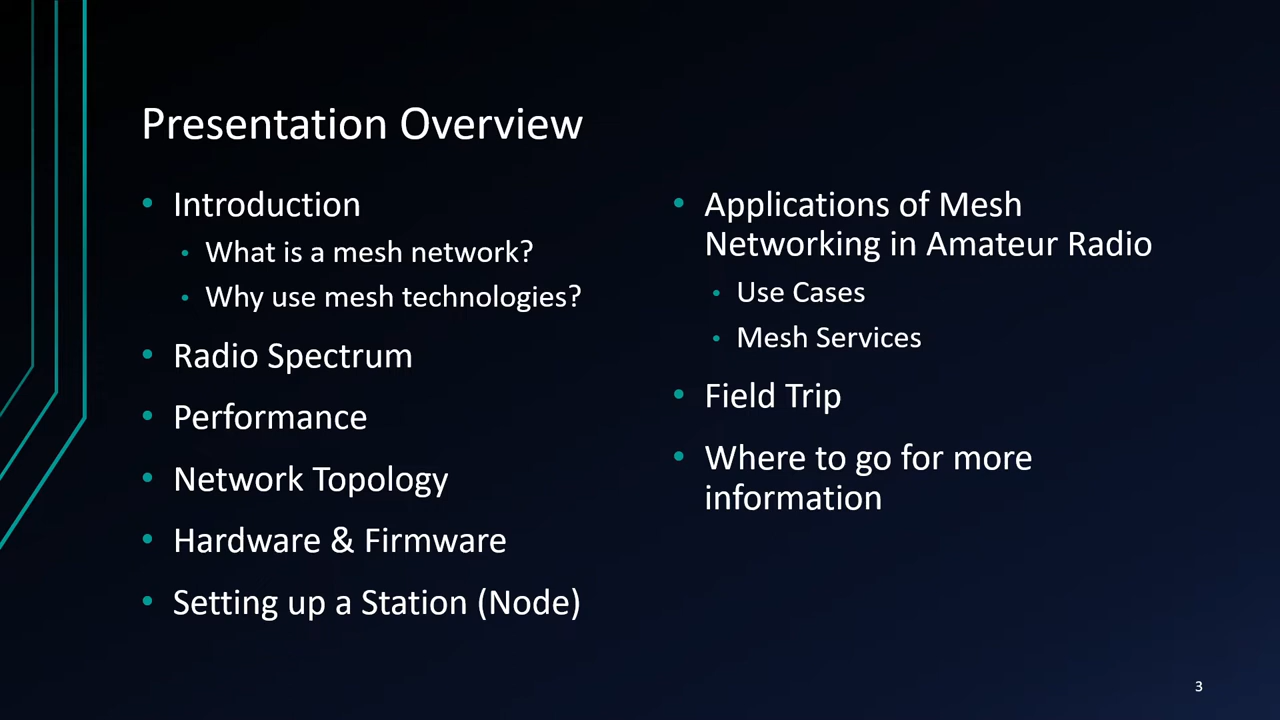 Presentation Overview
• Introduction
• What is a mesh network?
• Why use mesh technologies?
• Radio Spectrum
• Performance
• Network Topology
• Hardware & Firmware
• Setting up a Station (Node)
• Applications of Mesh
Networking in Amateur Radio
• Use Cases
• Mesh Services
• Field Trip
• Where to go for more
information
3